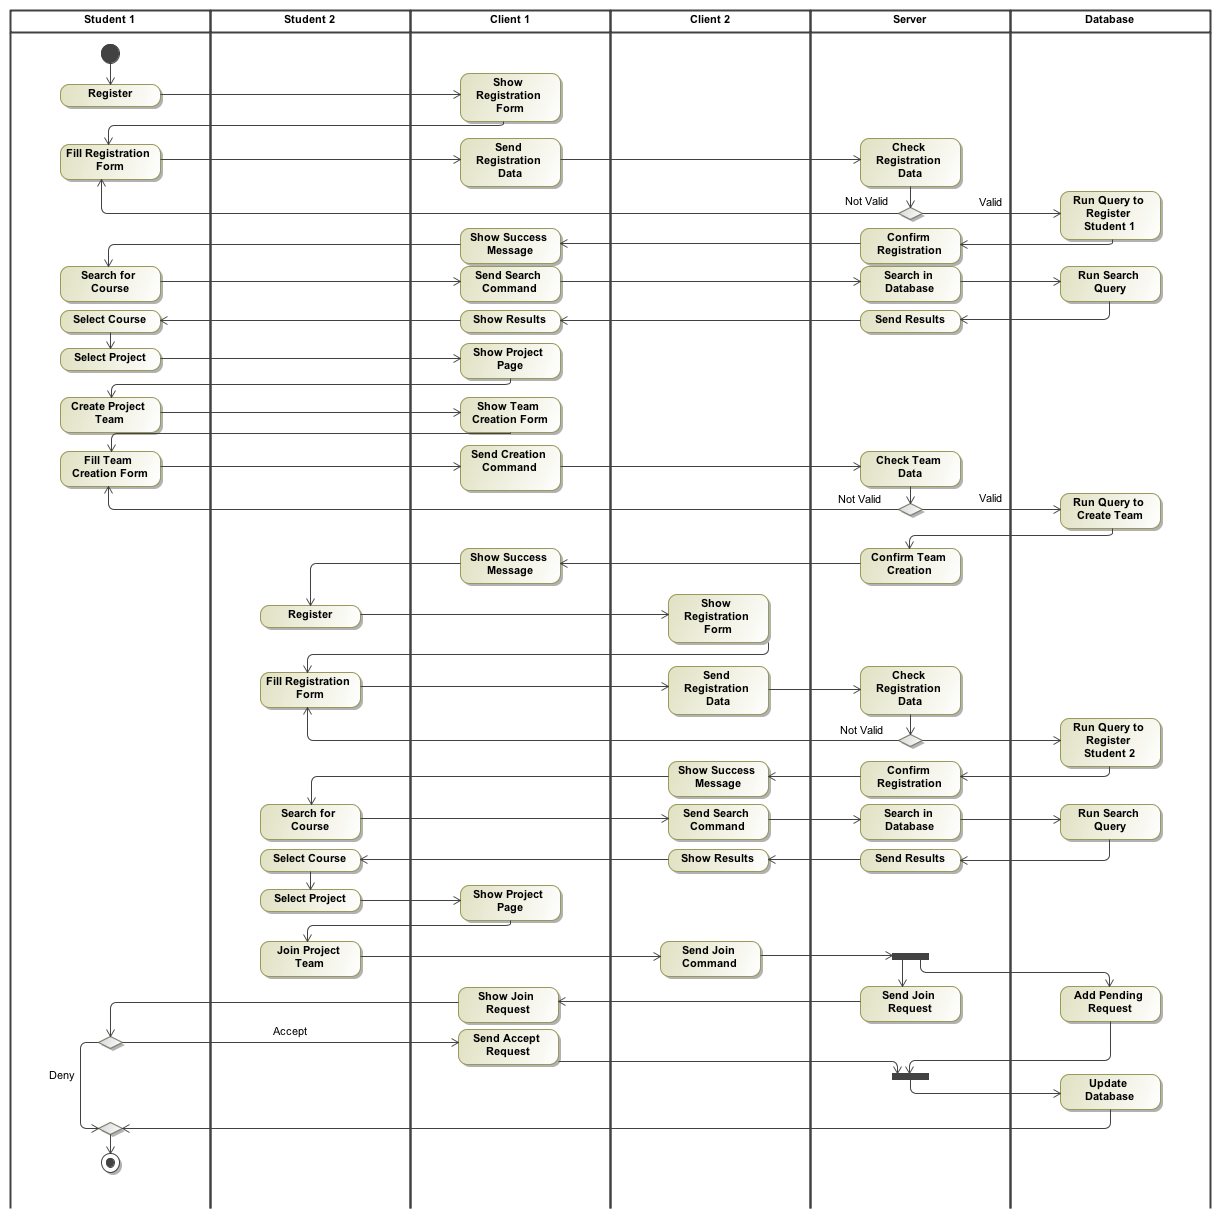 Student 1
Student 2
Client 1
Client 2
Server
Database
Register
Show
Registration
Form
Fill Registration
Form
Send
Registration
Data
Check
Registration
Data
Not Valid
Valid
Run Query to
Register
Student 1
Show Success
Message
Confirm
Registration
Search for
Course
Send Search
Command
Search in
Database
Run Search
Query
Select Course
Show Results
Send Results
Select Project
Show Project
Page
Create Project
Team
Show Team
Creation Form
Fill Team
Creation Form
Send Creation
Command
Check Team
Data
Not Valid
Valid
Run Query to
Create Team
Show Success
Message
Confirm Team
Creation
Register
Show
Registration
Form
Fill Registration
Form
Send
Registration
Data
Check
Registration
Data
Not Valid
Run Query to
Register
Student 2
Show Success
Message
Confirm
Registration
Search for
Course
Send Search
Command
Search in
Database
Run Search
Query
Select Course
Show Results
Send Results
Select Project
Show Project
Page
Join Project
Team
Send Join
Command
Show Join
Request
Send Join
Request
Add Pending
Request
Accept
Send Accept
Request
Deny
Update
Database